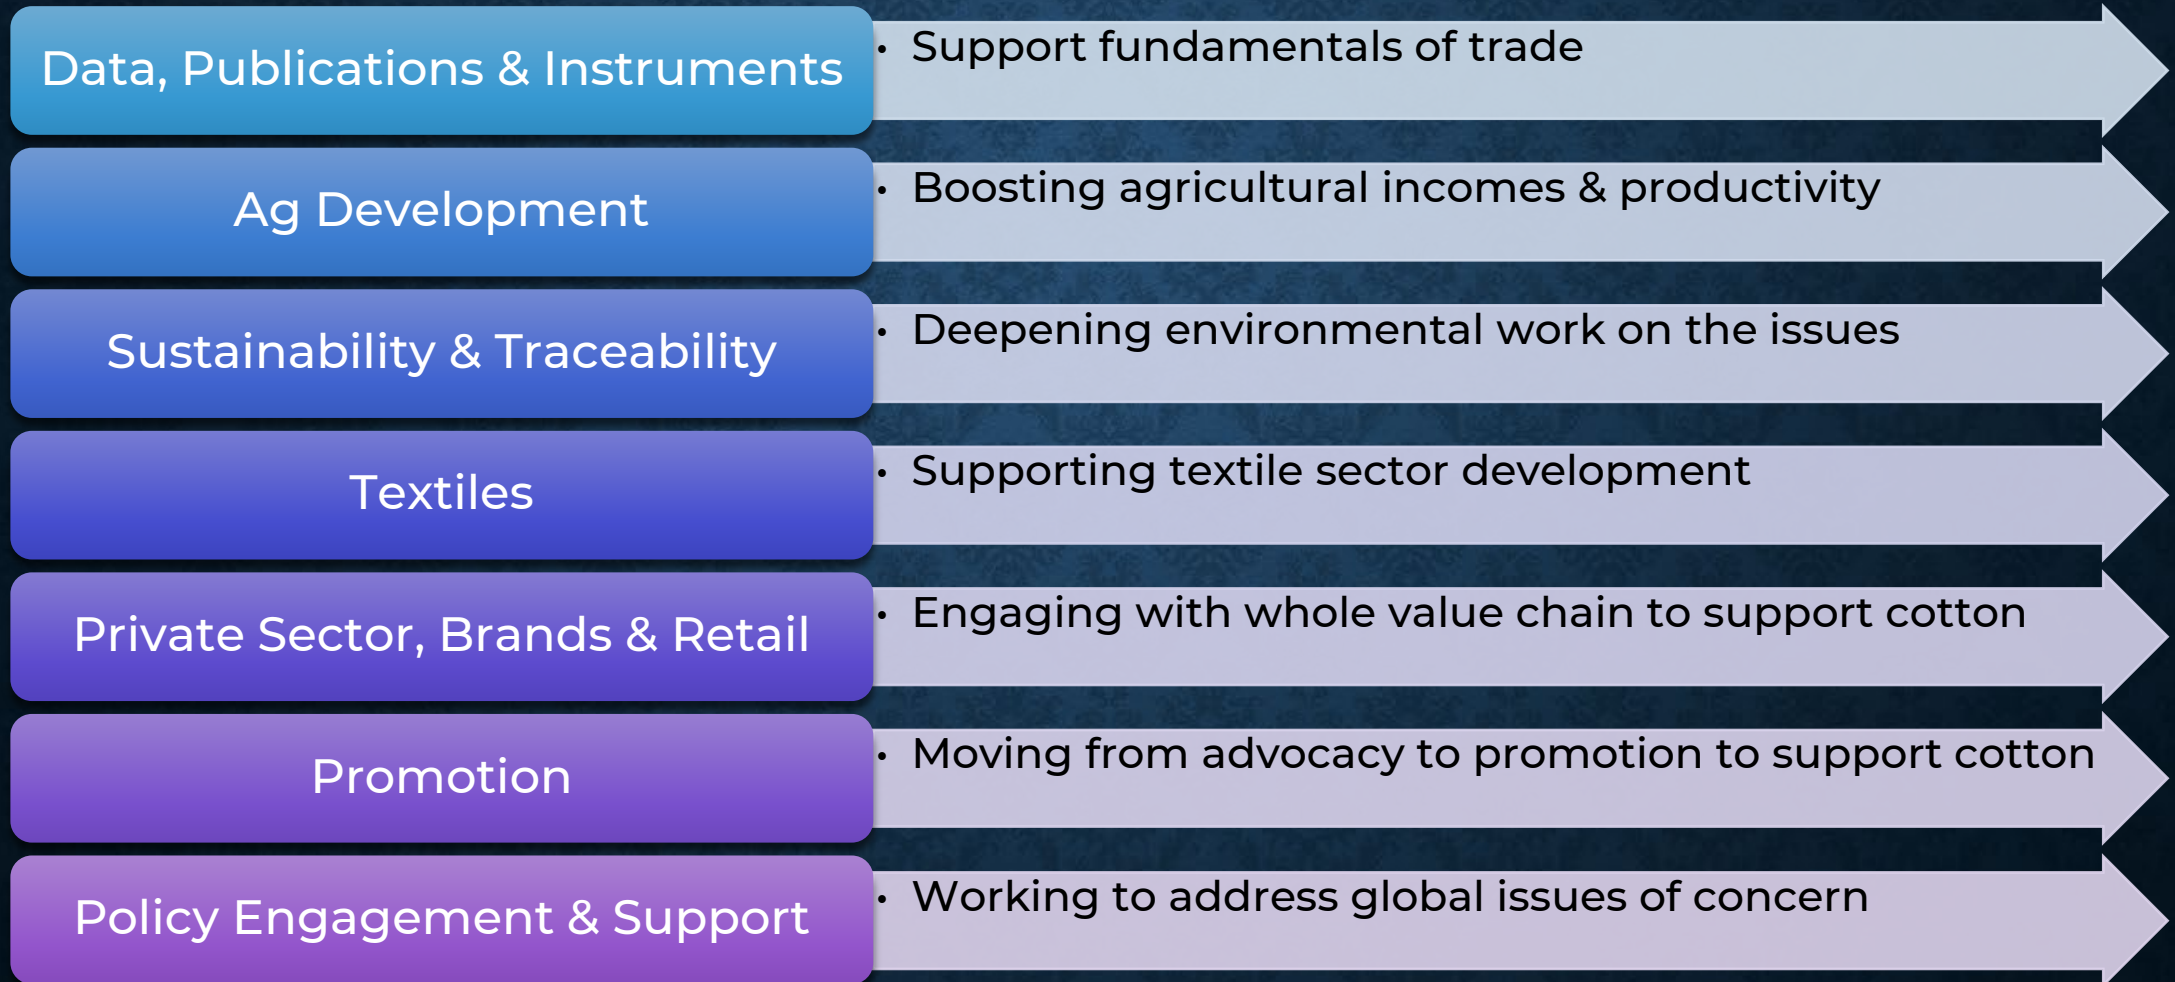 Data, Publications & Instruments
• Support fundamentals of trade
Ag Development
• Boosting agricultural incomes & productivity
Sustainability & Traceability
• Deepening environmental work on the issues
Textiles
• Supporting textile sector development
Private Sector, Brands & Retail
• Engaging with whole value chain to support cotton
Promotion
• Moving from advocacy to promotion to support cotton
Policy Engagement & Support
• Working to address global issues of concern